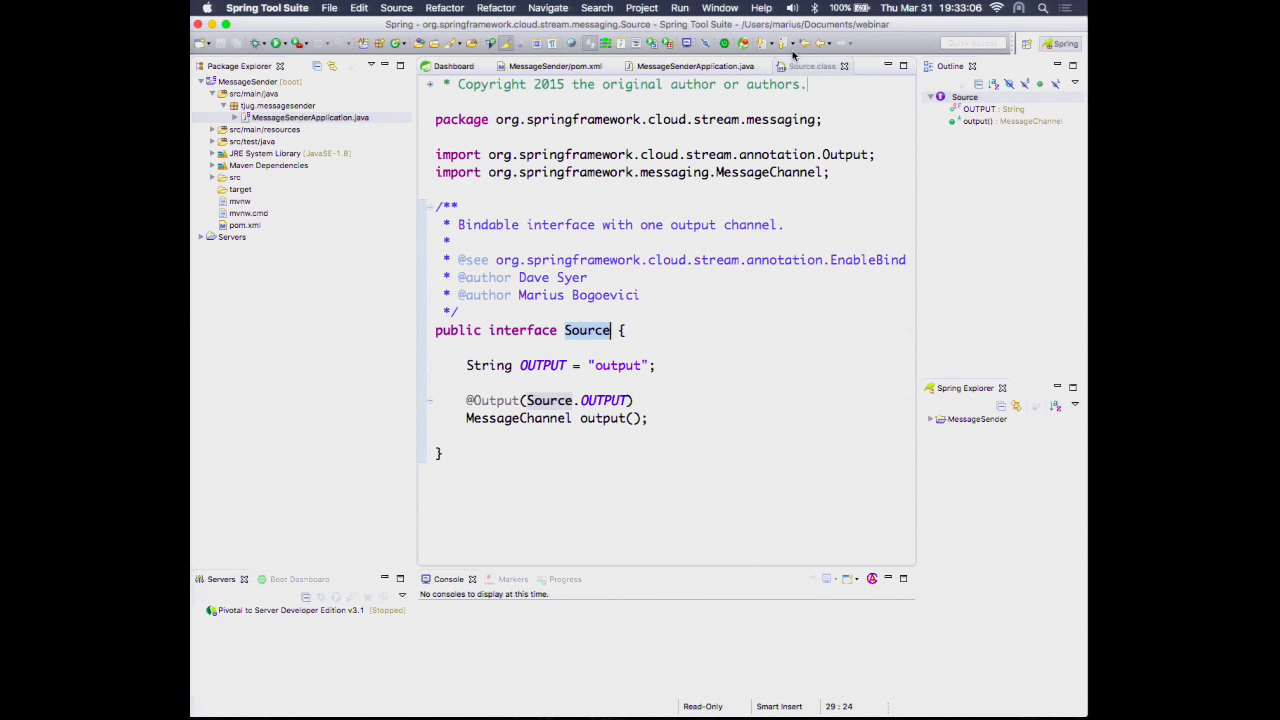 Spring Tool Suite File Edit Source Refactor Refactor Navigate Search Project Run Window Help 100% Thu Mar 31 19:33:06
Spring - org.springframework.cloud.stream.messaging.Source - Spring Tool Suite - /Users/marius/Documents/webinar
Quick Access Spring
Package Explorer
MessageSender [boot]
src/main/java
tjug.messagesender
MessageSenderApplication.java
src/main/resources
src/test/java
JRE System Library [JavaSE-1.8]
Maven Dependencies
src
target
mvnw
mvnw.cmd
pom.xml
Servers
Dashboard MessageSender/pom.xml MessageSenderApplication.java Source.class
* Copyright 2015 the original author or authors.
package org.springframework.cloud.stream.messaging;
import org.springframework.cloud.stream.annotation.Output;
import org.springframework.messaging.MessageChannel;
/**
* Bindable interface with one output channel.
*
* @see org.springframework.cloud.stream.annotation.EnableBind
* @author Dave Syer
* @author Marius Bogoevici
*/
public interface Source {
String OUTPUT = "output";
@Output(Source.OUTPUT)
MessageChannel output();
}
Outline
Source
OUTPUT : String
output() : MessageChannel
Spring Explorer
MessageSender
Servers Boot Dashboard
Pivotal tc Server Developer Edition v3.1 [Stopped]
Console Markers Progress
No consoles to display at this time.
Read-Only Smart Insert 29 : 24